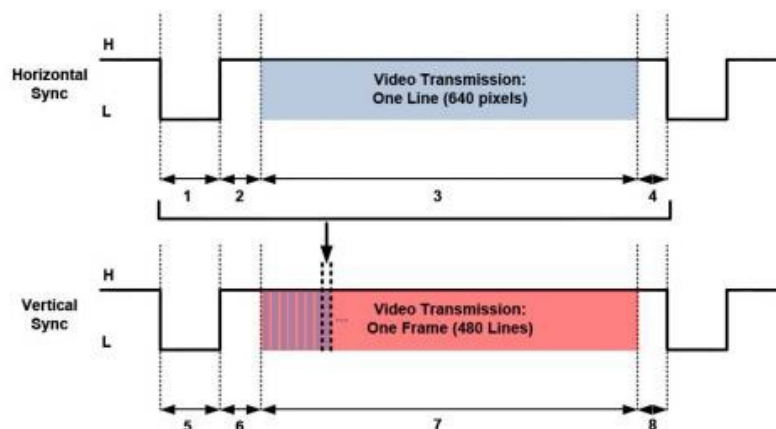 H
Horizontal
Sync
L
Video Transmission:
One Line (640 pixels)
1 2 3 4
H
Vertical
Sync
L
Video Transmission:
... One Frame (480 Lines)
5 6 7 8